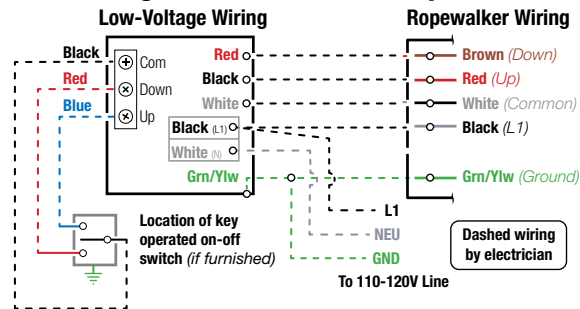 Low-Voltage Wiring
Ropewalker Wiring
Black
Red
Blue
Com
Down
Up
Red
Black
White
Black (L1)
White (N)
Grn/Ylw
Brown (Down)
Red (Up)
White (Common)
Black (L1)
Grn/Ylw (Ground)
Location of key
operated on-off
switch (if furnished)
L1
NEU
GND
To 110-120V Line
Dashed wiring
by electrician